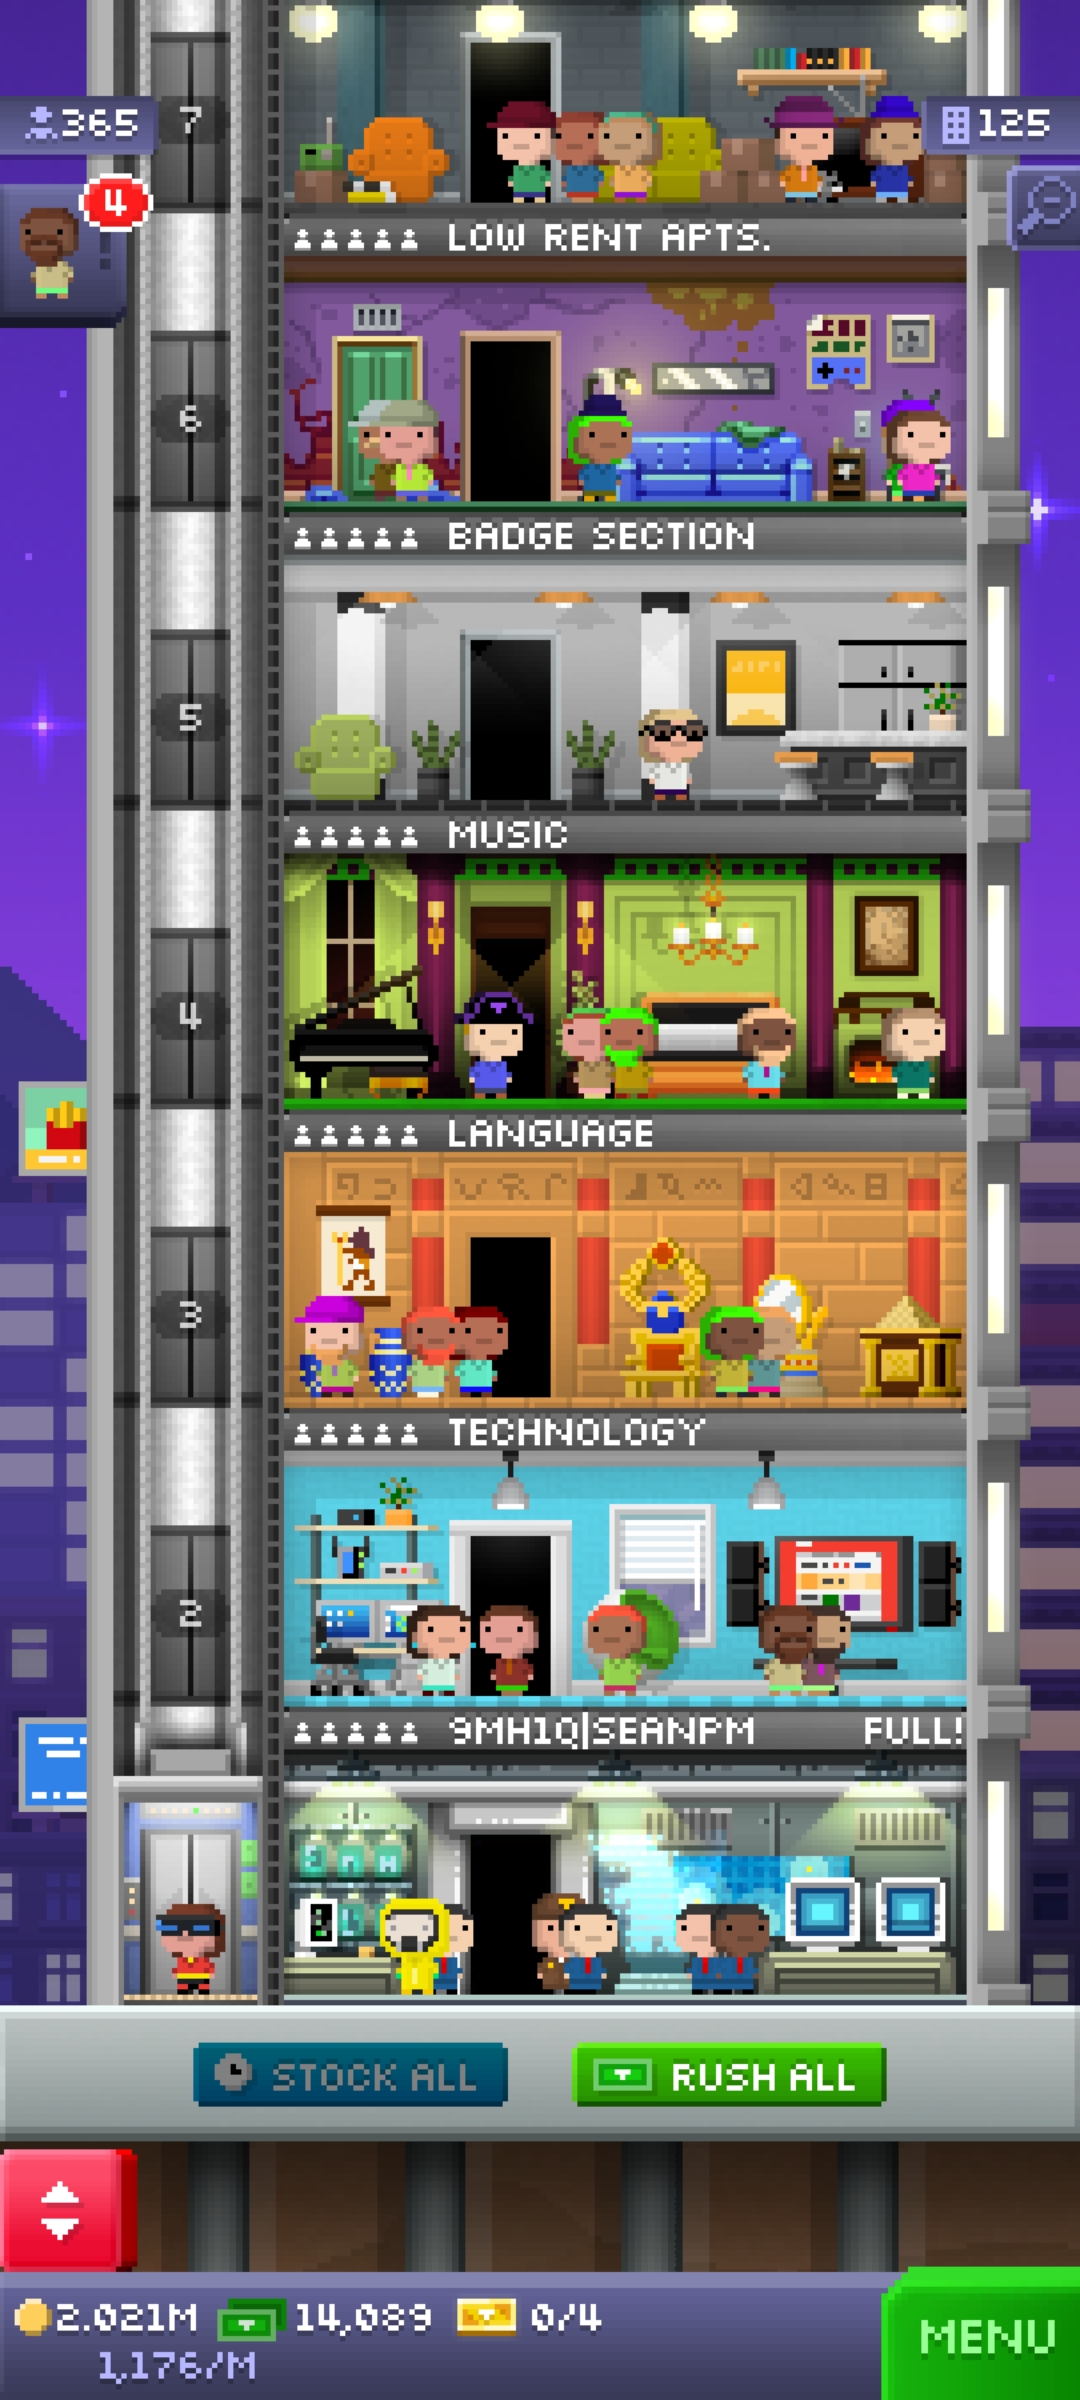 7
365
125
4
LOW RENT APTS.
6
BADGE SECTION
5
MUSIC
4
LANGUAGE
3
TECHNOLOGY
2
9MH1Q|SEANPM FULL!
STOCK ALL
RUSH ALL
2.021M 14,089 0/4
1,176/M
MENU